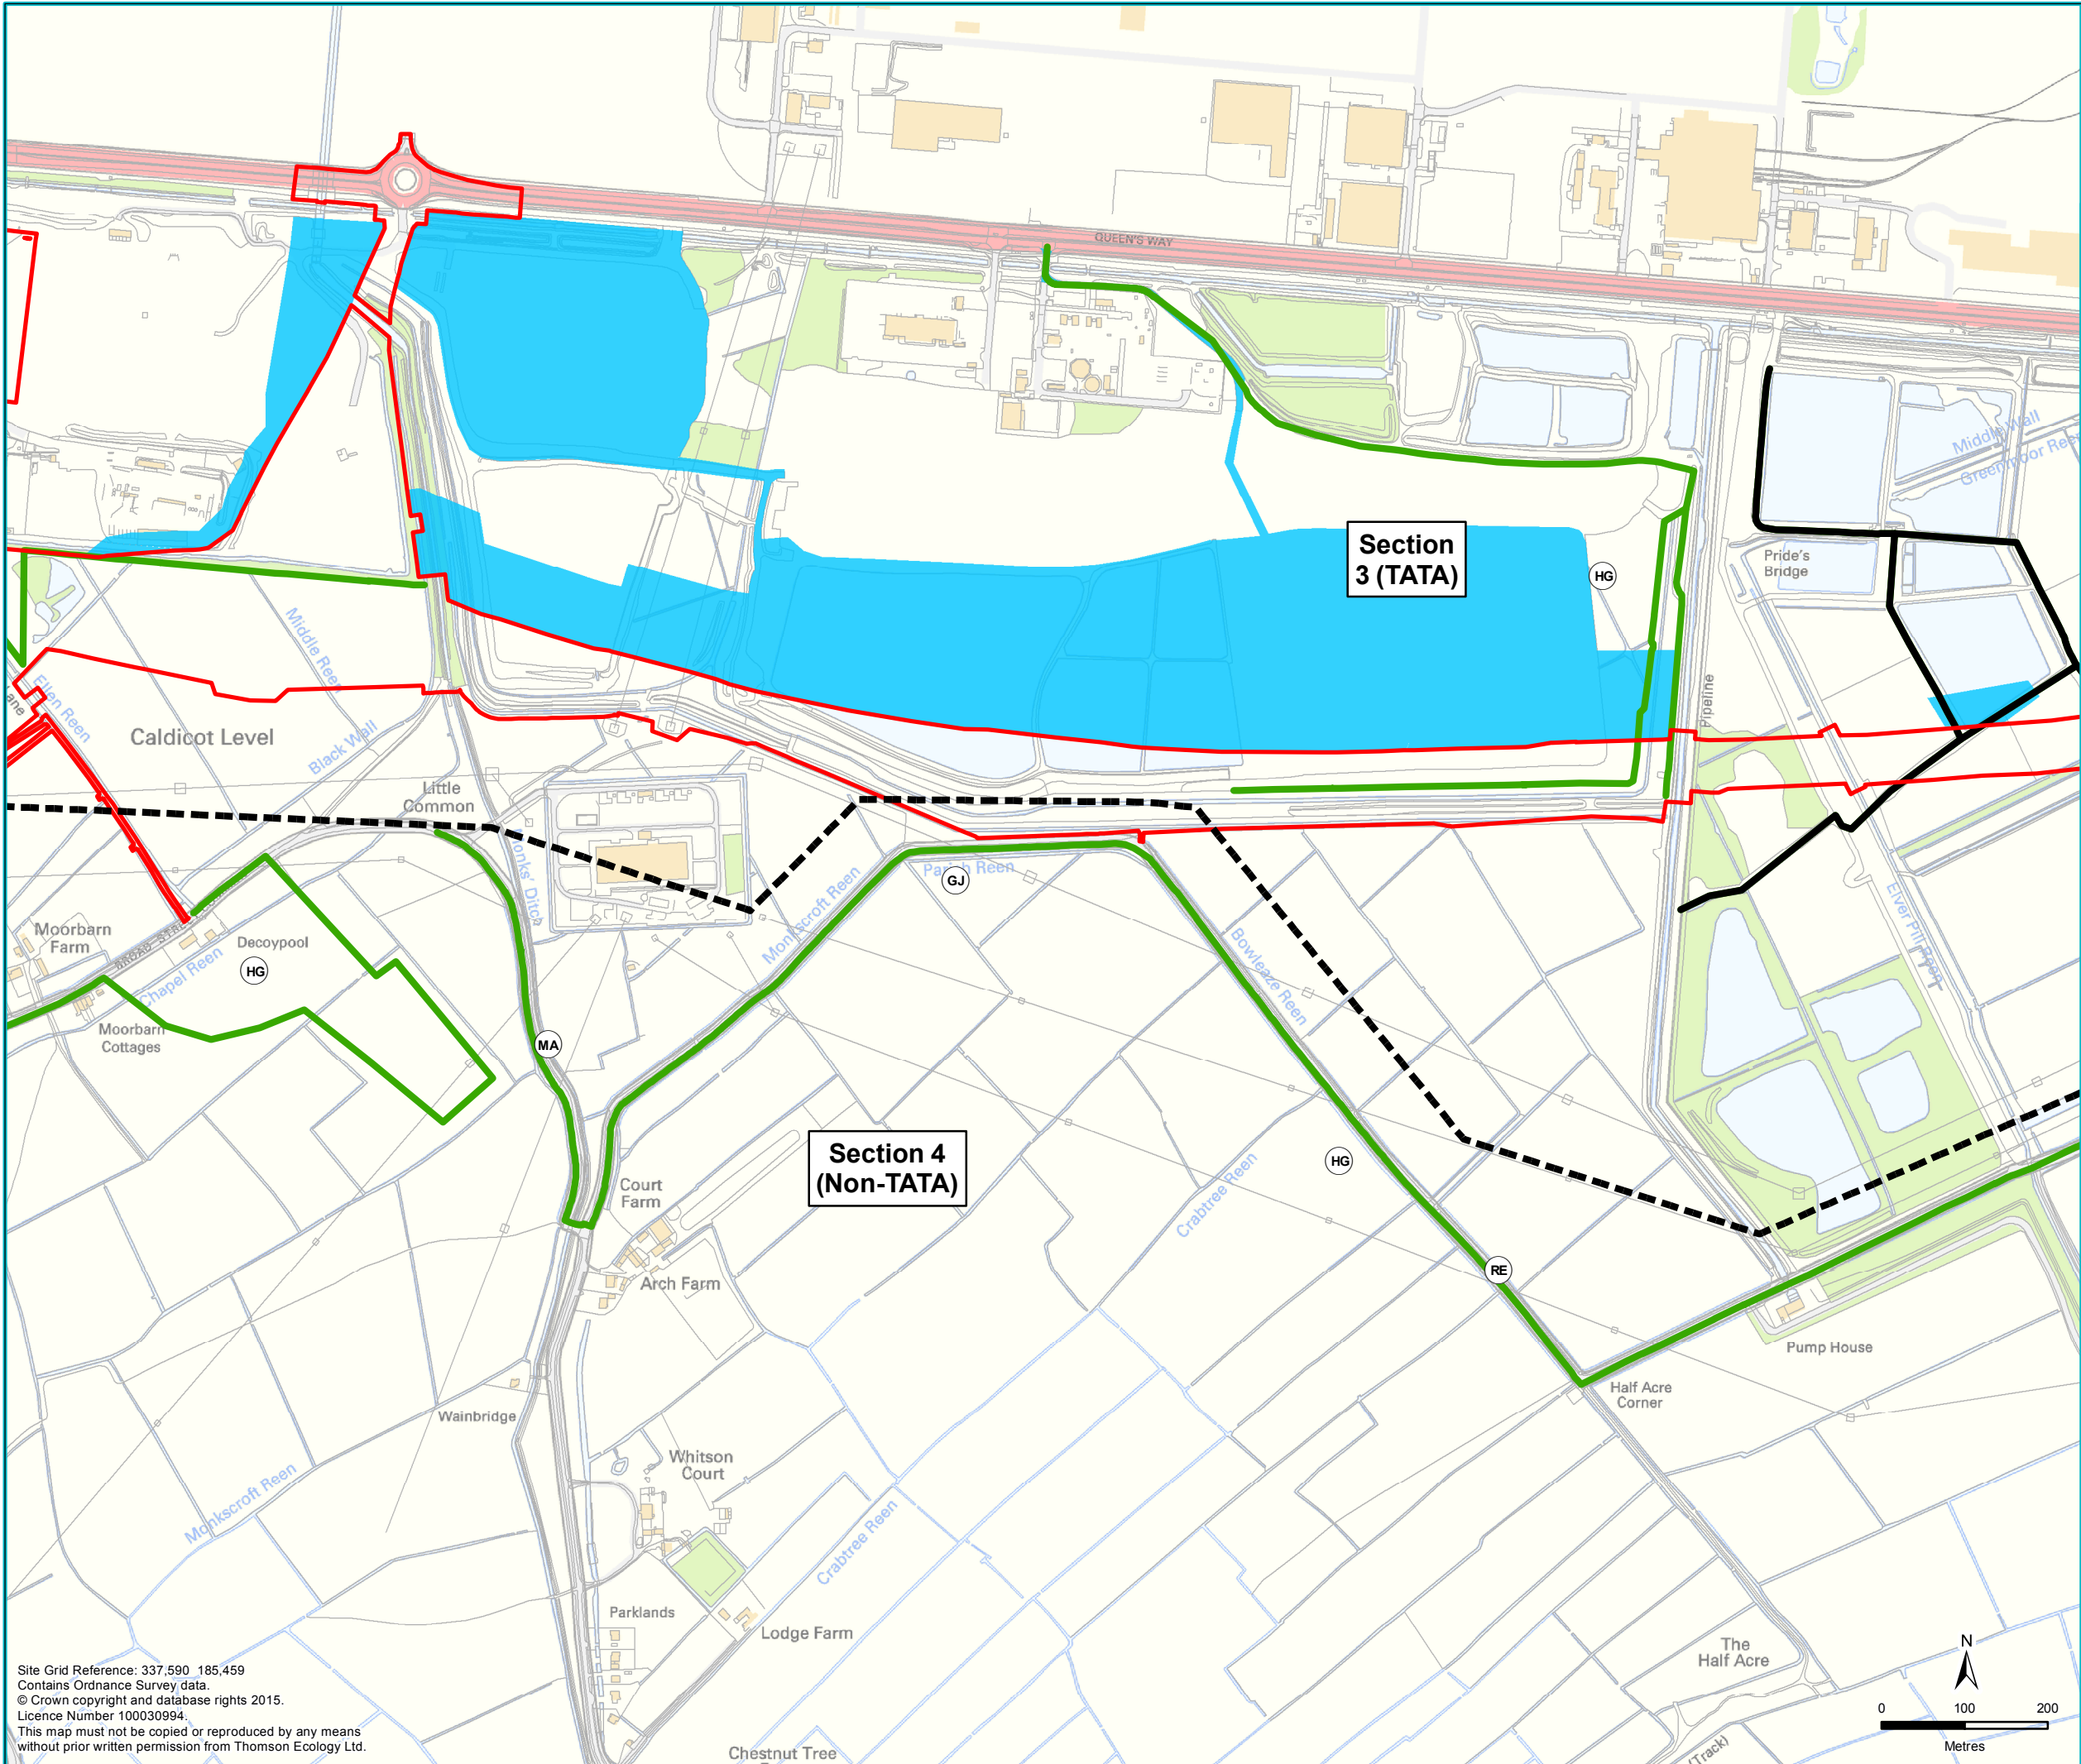 QUEEN'S WAY
Middle Wall
Greenmoor Reen
Section
3 (TATA)
HG
Pride's
Bridge
Middle Reen
Ellen Reen
Lane
Pipeline
Caldicot Level
Black Wall
Little
Common
Monks' Ditch
Monkscroft Reen
Parish Reen
GJ
Elver Pill Reen
Bowleaze Reen
Moorbarn
Farm
BROAD STREET
Decoypool
HG
Chapel Reen
Moorbarn
Cottages
MA
Section 4
(Non-TATA)
HG
Court
Farm
Crabtree Reen
RE
Arch Farm
Pump House
Half Acre
Corner
Wainbridge
Whitson
Court
Monkscroft Reen
Crabtree Reen
Parklands
Lodge Farm
The
Half Acre
N
Site Grid Reference: 337,590 185,459
Contains Ordnance Survey data.
© Crown copyright and database rights 2015.
Licence Number 100030994.
This map must not be copied or reproduced by any means
without prior written permission from Thomson Ecology Ltd.
0 100 200
Metres
Chestnut Tree
(Track)